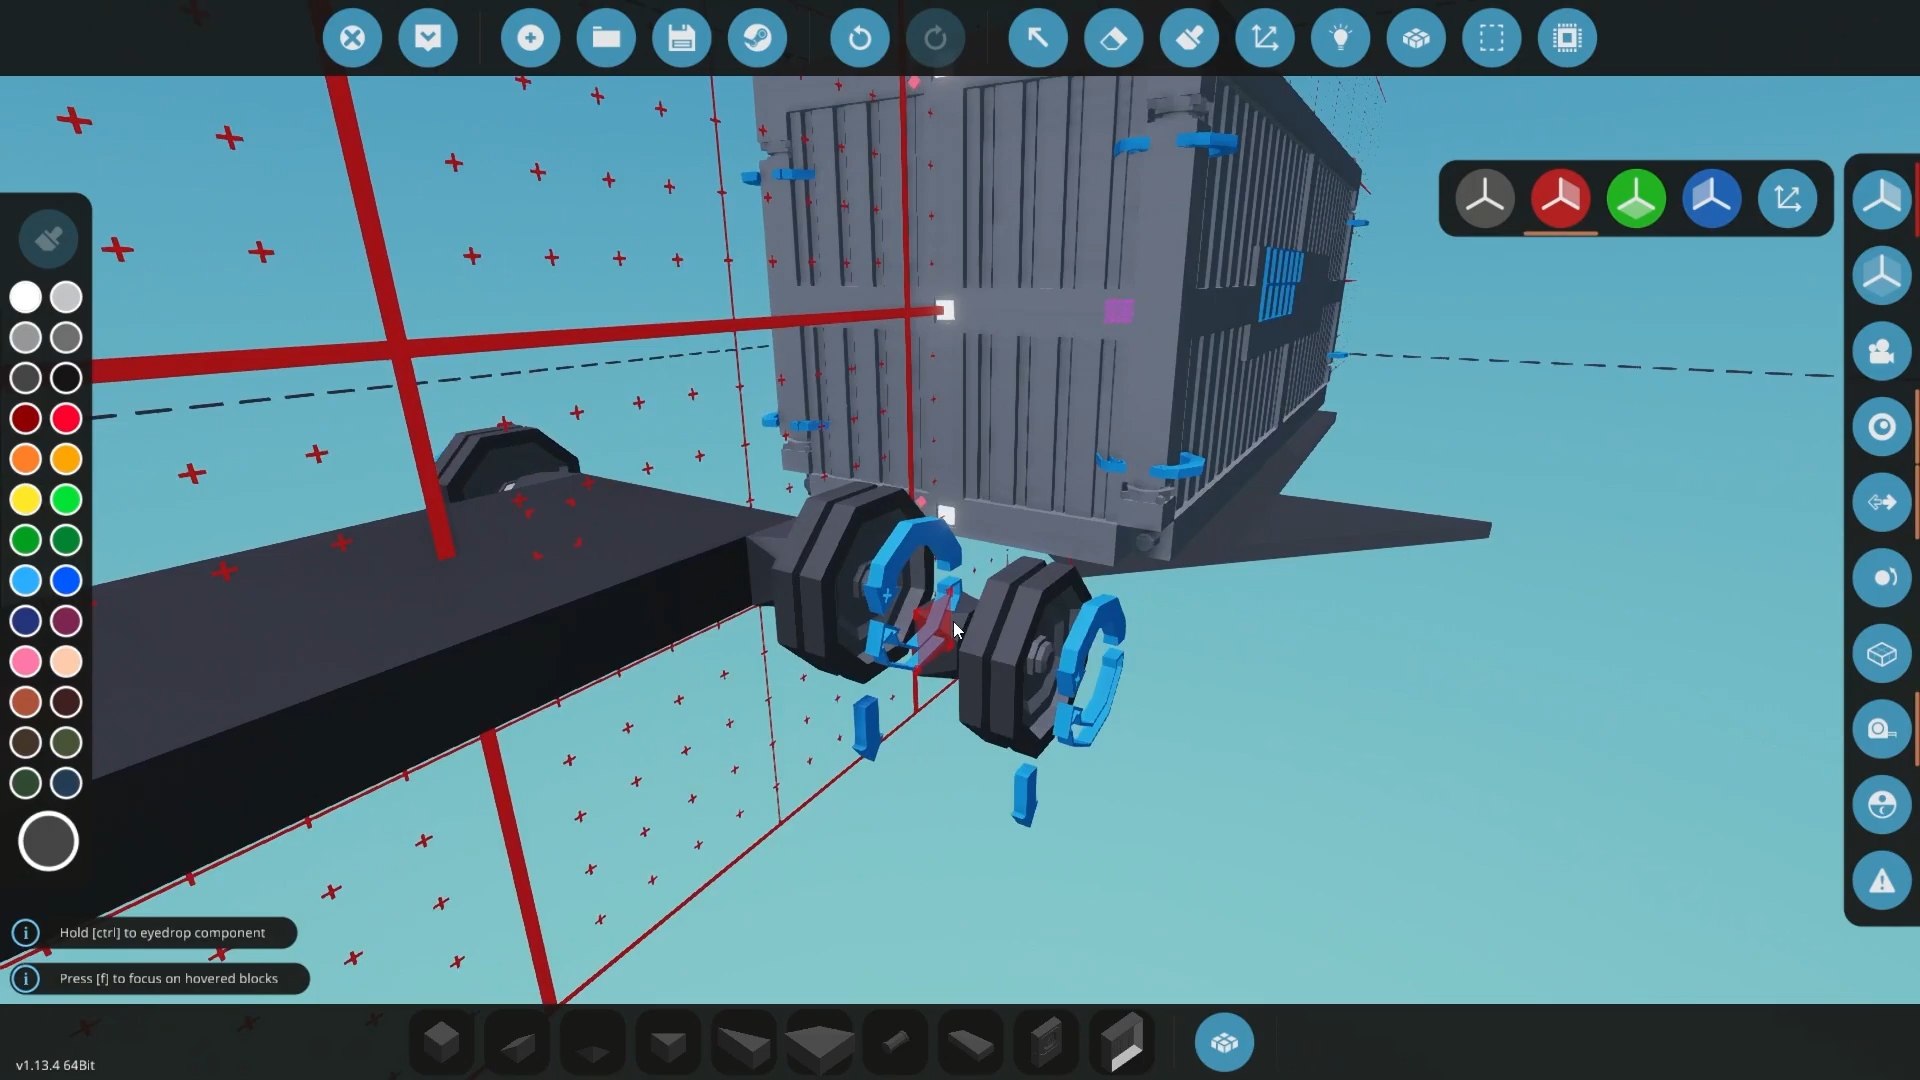 Hold [ctrl] to eyedrop component
Press [f] to focus on hovered blocks
v1.13.4 64Bit